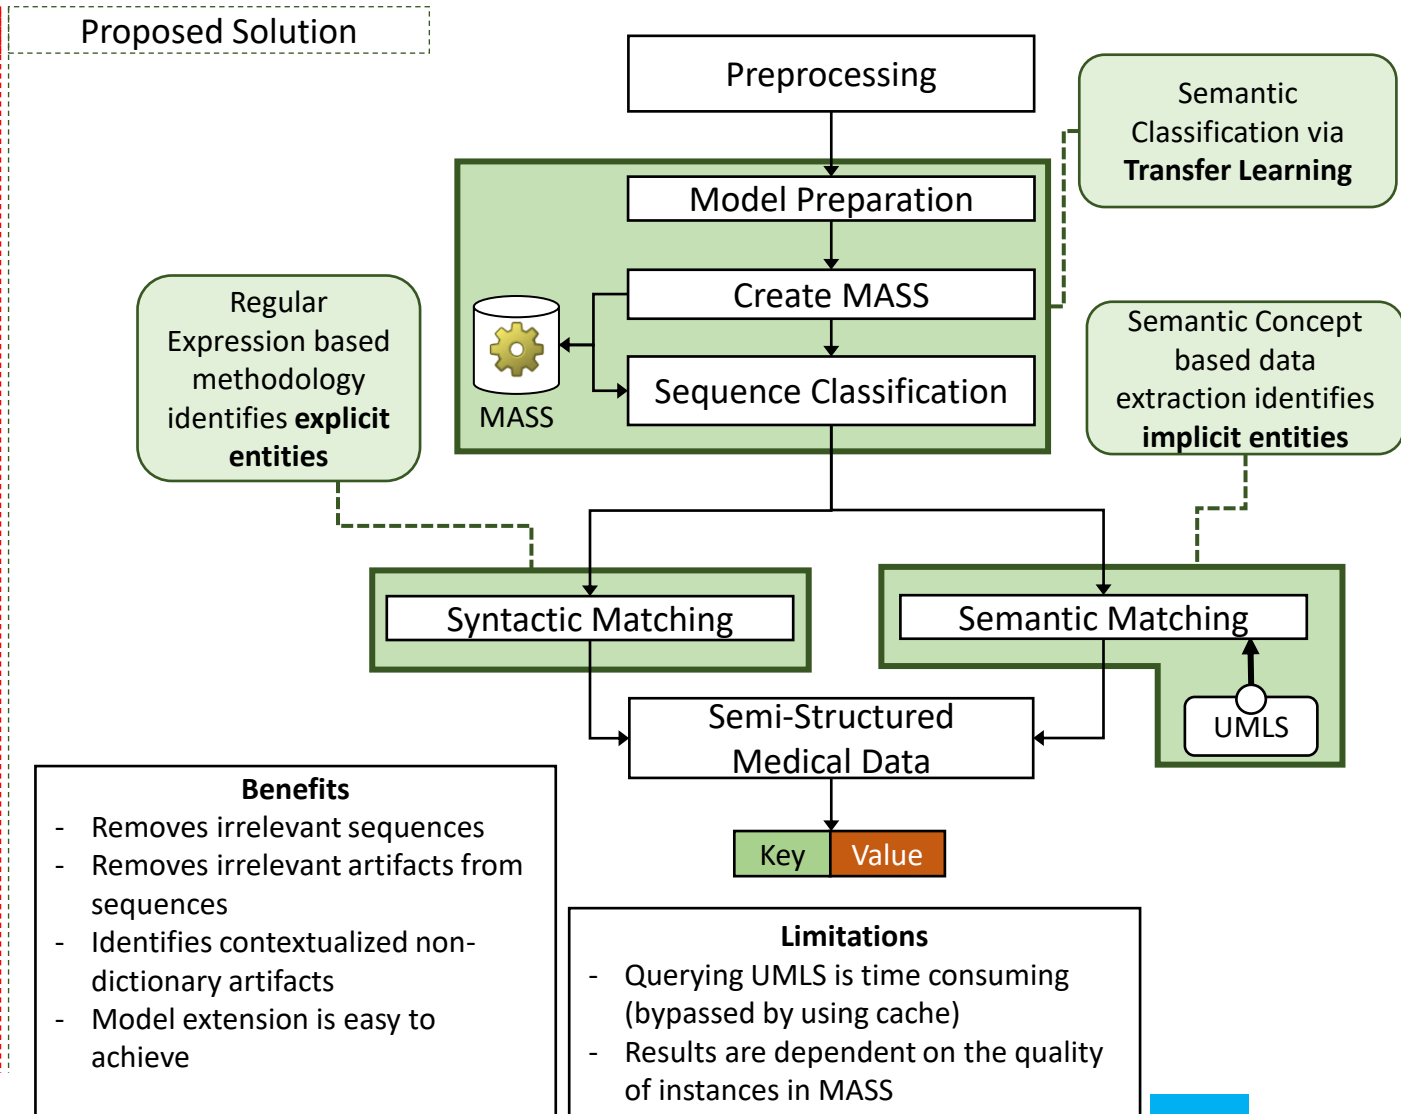 Proposed Solution
Preprocessing
Semantic
Classification via
Transfer Learning
Model Preparation
Create MASS
Sequence Classification
MASS
Regular
Expression based
methodology
identifies explicit
entities
Semantic Concept
based data
extraction identifies
implicit entities
Syntactic Matching
Semantic Matching
UMLS
Semi-Structured
Medical Data
Key
Value
Benefits
- Removes irrelevant sequences
- Removes irrelevant artifacts from
sequences
- Identifies contextualized non-
dictionary artifacts
- Model extension is easy to
achieve
Limitations
- Querying UMLS is time consuming
(bypassed by using cache)
- Results are dependent on the quality
of instances in MASS